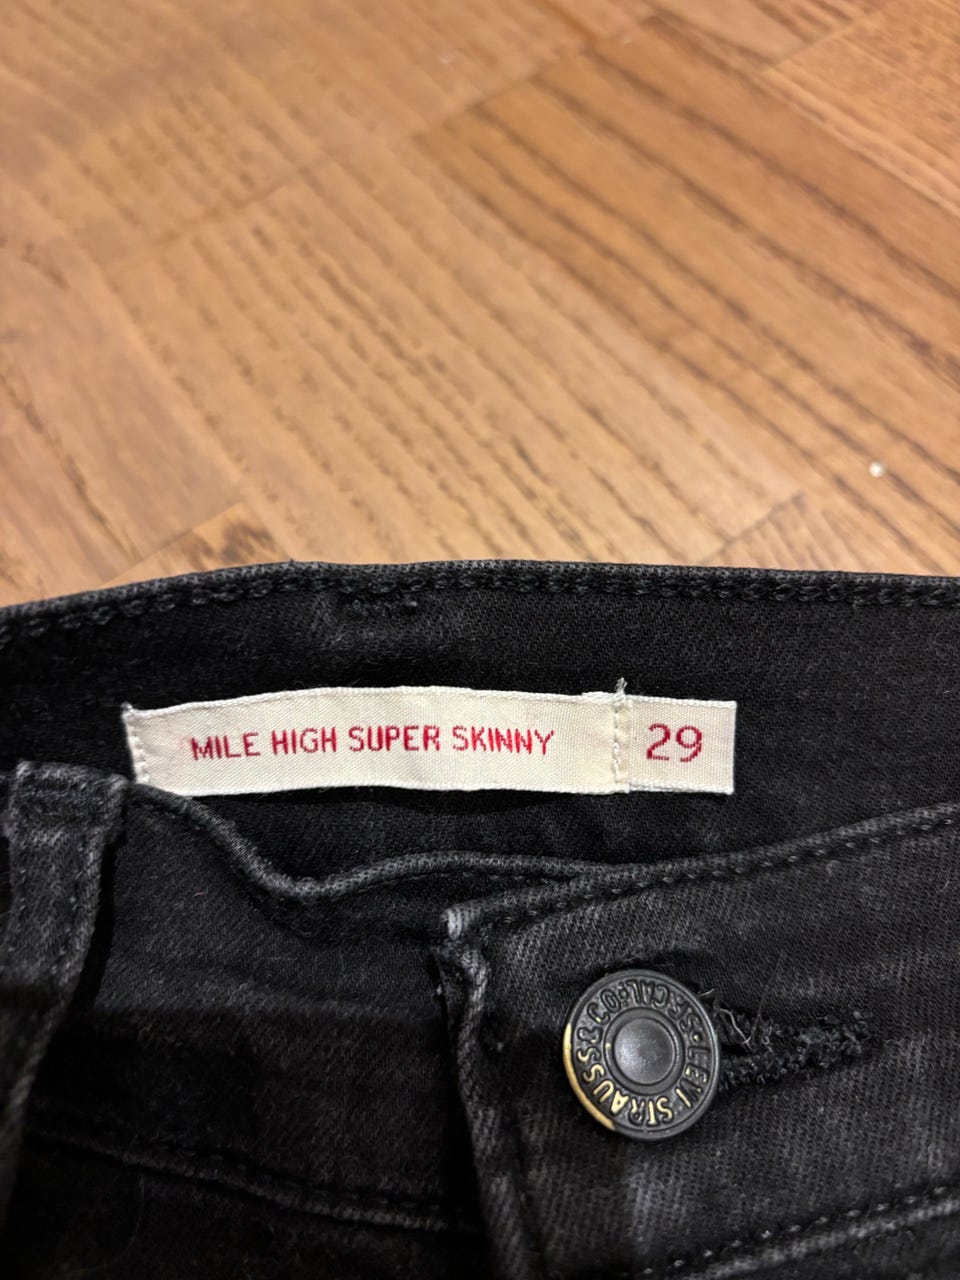 MILE HIGH SUPER SKINNY 29
LEVI STRAUSS & CO. S.F. CAL.